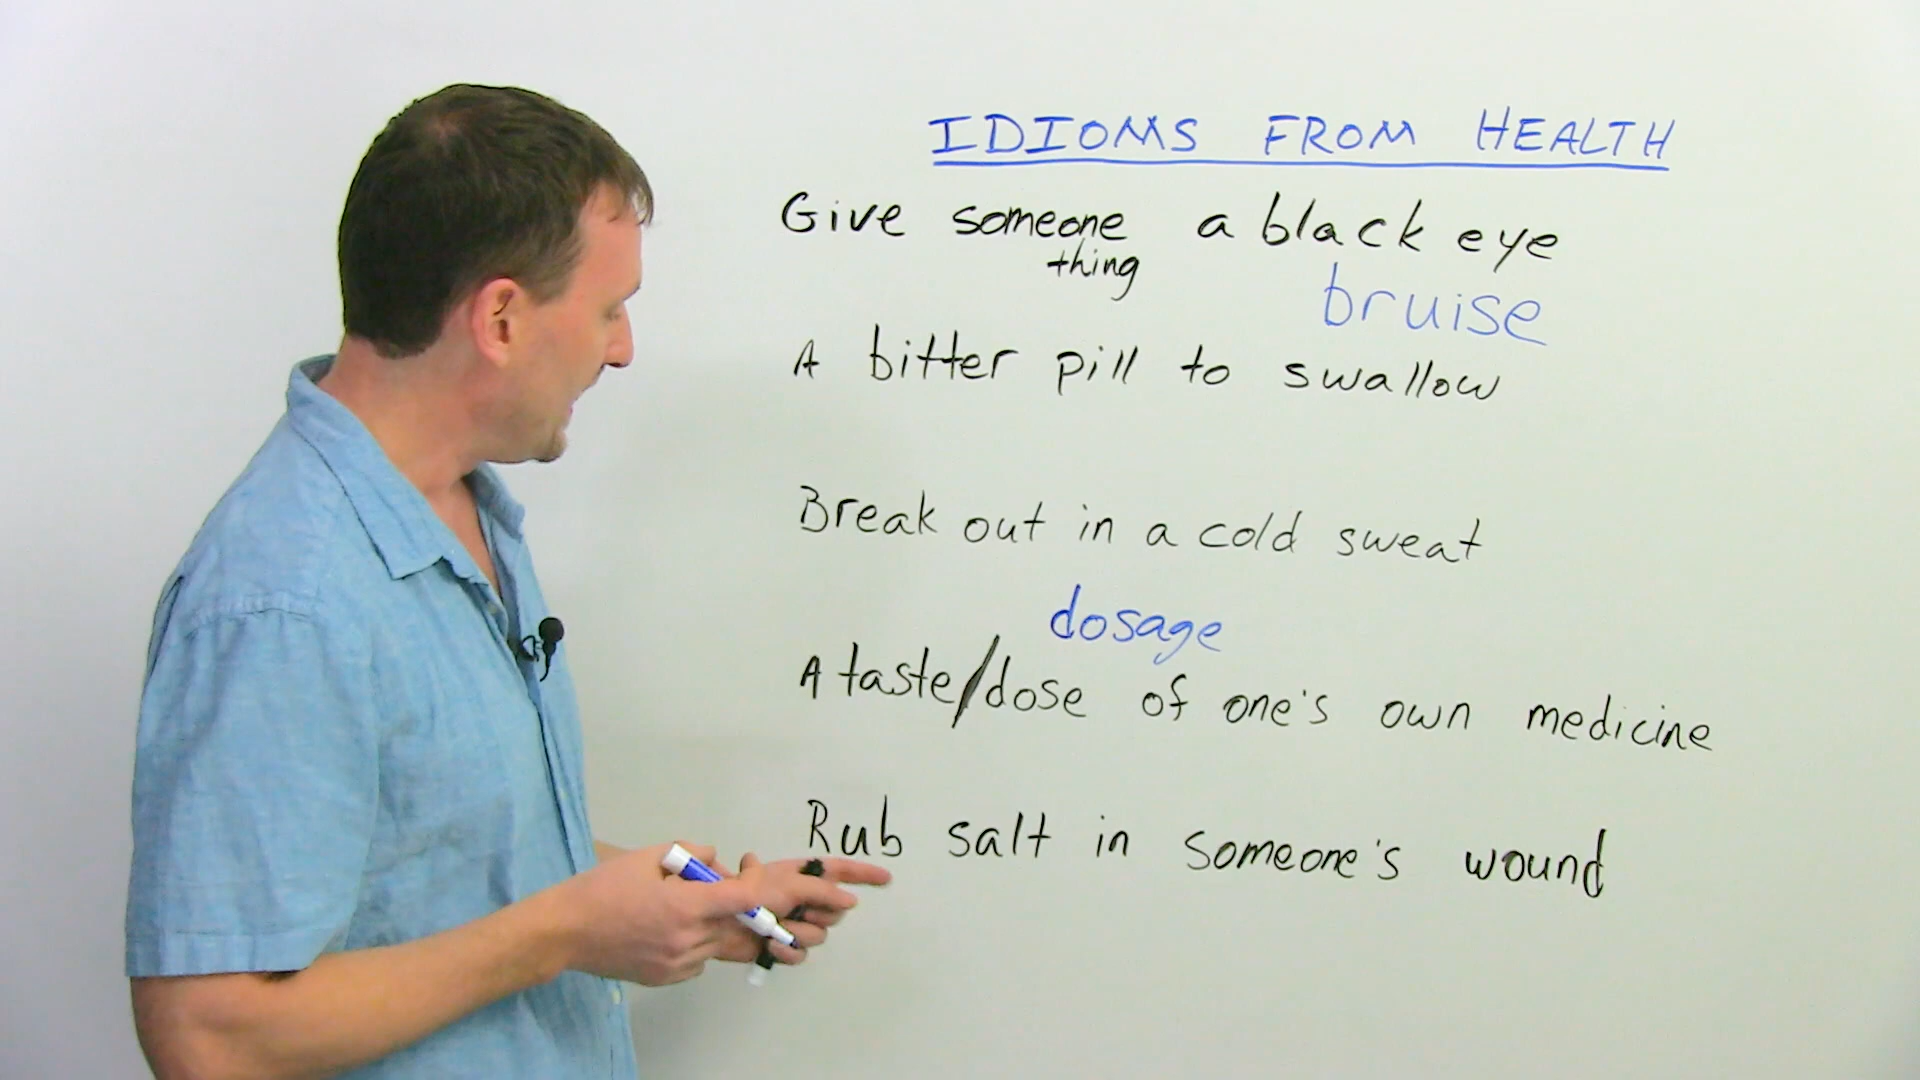 IDIOMS FROM HEALTH
Give someone a black eye
thing
bruise
A bitter pill to swallow
Break out in a cold sweat
dosage
A taste/dose of one's own medicine
Rub salt in someone's wound